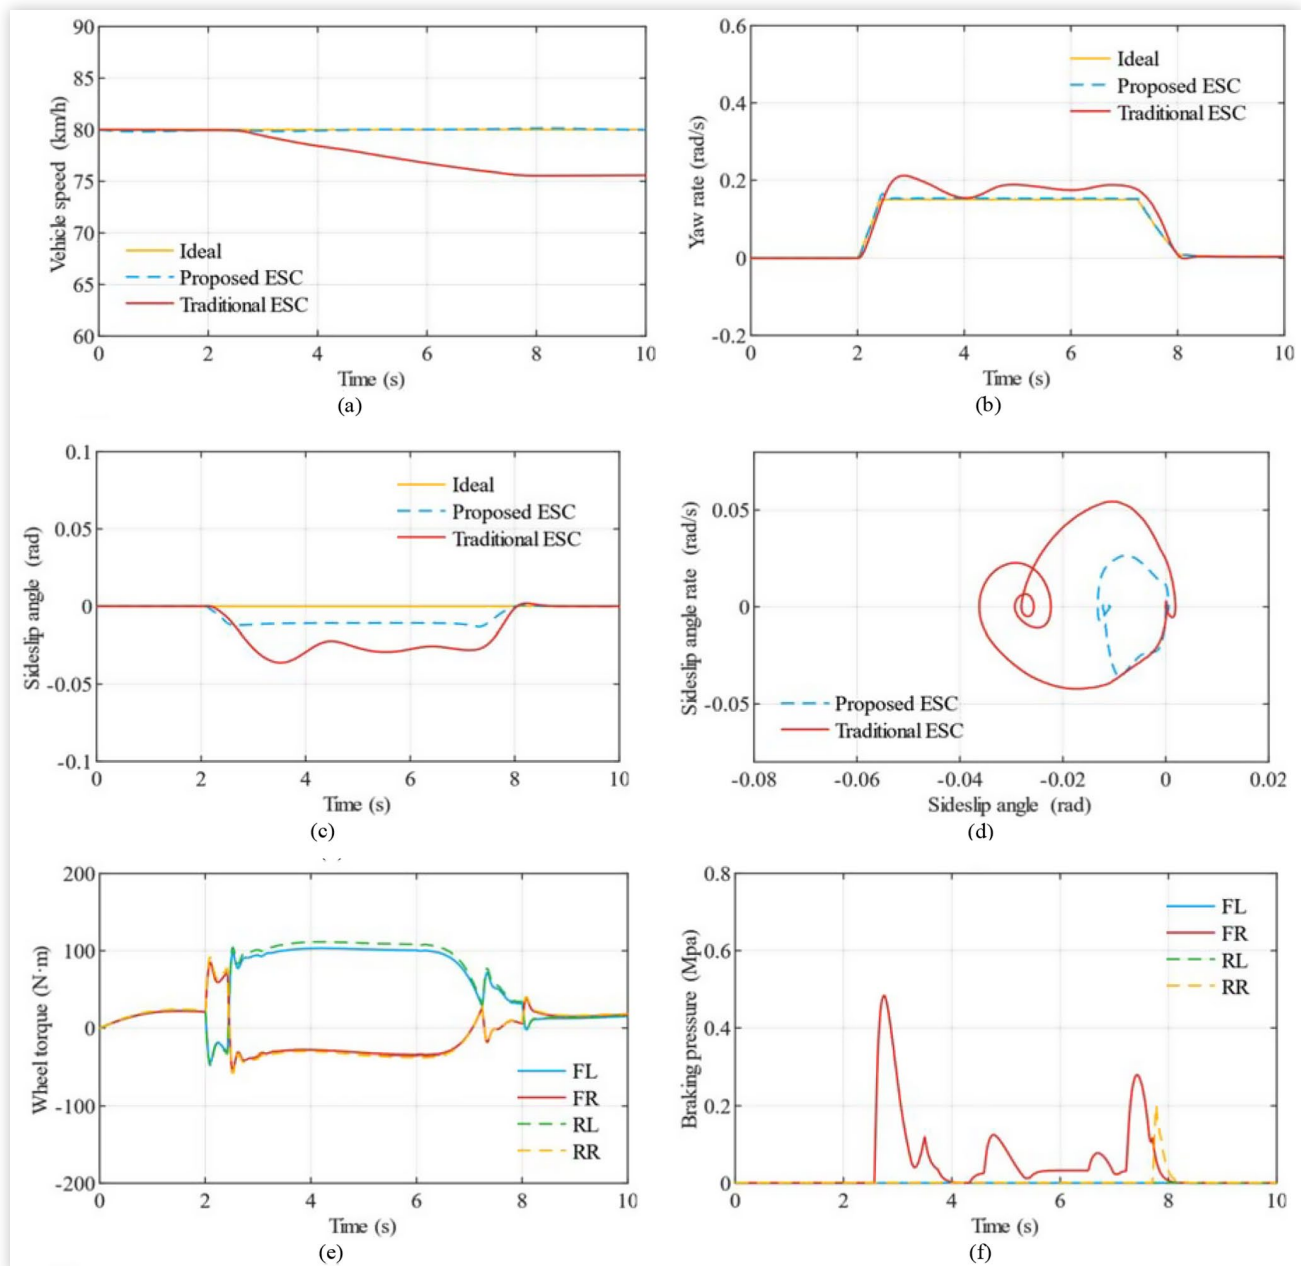 90
85
80
75
70
65
60
Vehicle speed (km/h)
Ideal
Proposed ESC
Traditional ESC
0 2 4 6 8 10
Time (s)
(a)
0.6
0.4
0.2
0
-0.2
Yaw rate (rad/s)
Ideal
Proposed ESC
Traditional ESC
0 2 4 6 8 10
Time (s)
(b)
0.1
0.05
0
-0.05
-0.1
Sideslip angle (rad)
Ideal
Proposed ESC
Traditional ESC
0 2 4 6 8 10
Time (s)
(c)
0.05
0
-0.05
Sideslip angle rate (rad/s)
Proposed ESC
Traditional ESC
-0.08 -0.06 -0.04 -0.02 0 0.02
Sideslip angle (rad)
(d)
200
100
0
-100
-200
Wheel torque (N·m)
FL
FR
RL
RR
0 2 4 6 8 10
Time (s)
(e)
0.8
0.6
0.4
0.2
0
Braking pressure (Mpa)
FL
FR
RL
RR
0 2 4 6 8 10
Time (s)
(f)